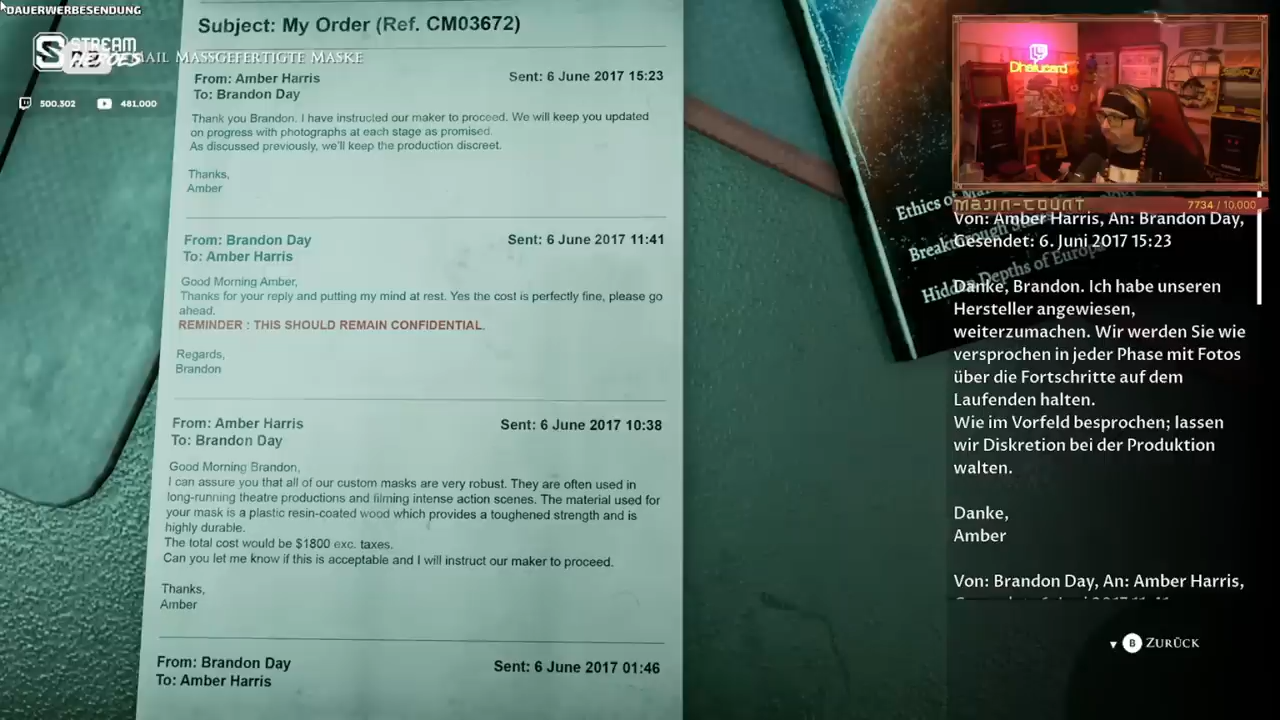 DAUERWERBESENDUNG
STREAM
HEROES
MAIL MASSGEFERTIGTE MASKE
500.302
481.000
Subject: My Order (Ref. CM03672)
From: Amber Harris
Sent: 6 June 2017 15:23
To: Brandon Day
Thank you Brandon. I have instructed our maker to proceed. We will keep you updated
on progress with photographs at each stage as promised.
As discussed previously, we'll keep the production discreet.
Thanks,
Amber
From: Brandon Day
Sent: 6 June 2017 11:41
To: Amber Harris
Good Morning Amber,
Thanks for your reply and putting my mind at rest. Yes the cost is perfectly fine, please go
ahead.
REMINDER : THIS SHOULD REMAIN CONFIDENTIAL.
Regards,
Brandon
From: Amber Harris
Sent: 6 June 2017 10:38
To: Brandon Day
Good Morning Brandon,
I can assure you that all of our custom masks are very robust. They are often used in
long-running theatre productions and filming intense action scenes. The material used for
your mask is a plastic resin-coated wood which provides a toughened strength and is
highly durable.
The total cost would be $1800 exc. taxes.
Can you let me know if this is acceptable and I will instruct our maker to proceed.
Thanks,
Amber
From: Brandon Day
Sent: 6 June 2017 01:46
To: Amber Harris
Ethics of
Hidden Depths of Europa
Dhalucard
MAJIN-COUNT
7734 / 10.000
Von: Amber Harris, An: Brandon Day,
Gesendet: 6. Juni 2017 15:23
Danke, Brandon. Ich habe unseren
Hersteller angewiesen,
weiterzumachen. Wir werden Sie wie
versprochen in jeder Phase mit Fotos
über die Fortschritte auf dem
Laufenden halten.
Wie im Vorfeld besprochen; lassen
wir Diskretion bei der Produktion
walten.
Danke,
Amber
Von: Brandon Day, An: Amber Harris,
B ZURÜCK